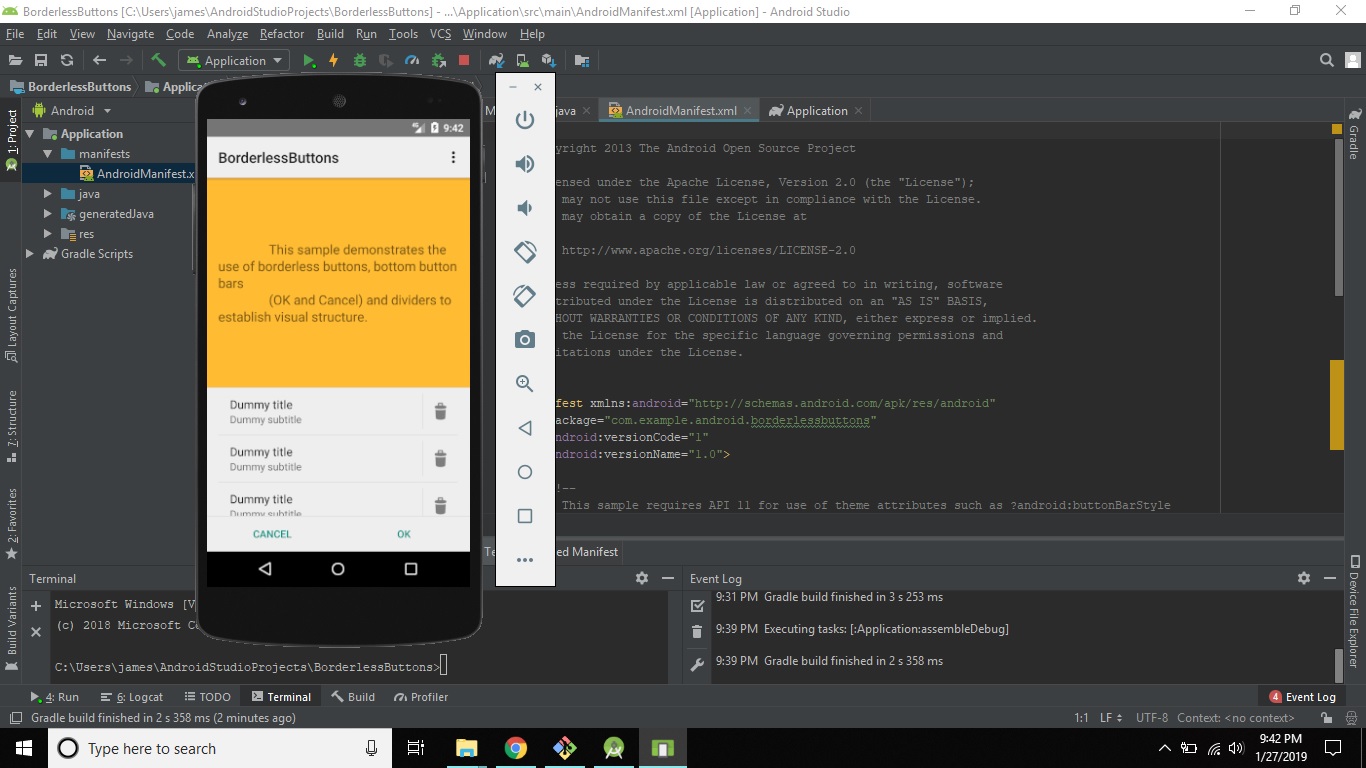 BorderlessButtons [C:\Users\james\AndroidStudioProjects\BorderlessButtons] - ...\Application\src\main\AndroidManifest.xml [Application] - Android Studio
File Edit View Navigate Code Analyze Refactor Build Run Tools VCS Window Help
Application
BorderlessButtons
Applica
Android
M java AndroidManifest.xml Application
1: Project
Layout Captures
7: Structure
2: Favorites
Build Variants
Application
manifests
AndroidManifest.x
java
generatedJava
res
Gradle Scripts
9:42
BorderlessButtons
This sample demonstrates the
use of borderless buttons, bottom button
bars
(OK and Cancel) and dividers to
establish visual structure.
Dummy title
Dummy subtitle
Dummy title
Dummy subtitle
Dummy title
Dummy subtitle
CANCEL OK
yright 2013 The Android Open Source Project
ensed under the Apache License, Version 2.0 (the "License");
may not use this file except in compliance with the License.
may obtain a copy of the License at
http://www.apache.org/licenses/LICENSE-2.0
ess required by applicable law or agreed to in writing, software
tributed under the License is distributed on an "AS IS" BASIS,
HOUT WARRANTIES OR CONDITIONS OF ANY KIND, either express or implied.
the License for the specific language governing permissions and
itations under the License.
fest xmlns:android="http://schemas.android.com/apk/res/android"
ackage="com.example.android.borderlessbuttons"
ndroid:versionCode="1"
ndroid:versionName="1.0">
!--
This sample requires API 11 for use of theme attributes such as ?android:buttonBarStyle
Te ed Manifest
Gradle
Device File Explorer
Terminal
Microsoft Windows [V
(c) 2018 Microsoft Co
C:\Users\james\AndroidStudioProjects\BorderlessButtons>
Event Log
9:31 PM Gradle build finished in 3 s 253 ms
9:39 PM Executing tasks: [:Application:assembleDebug]
9:39 PM Gradle build finished in 2 s 358 ms
4: Run 6: Logcat TODO Terminal Build Profiler 4 Event Log
Gradle build finished in 2 s 358 ms (2 minutes ago) 1:1 LF UTF-8 Context: <no context>
Type here to search
9:42 PM
1/27/2019